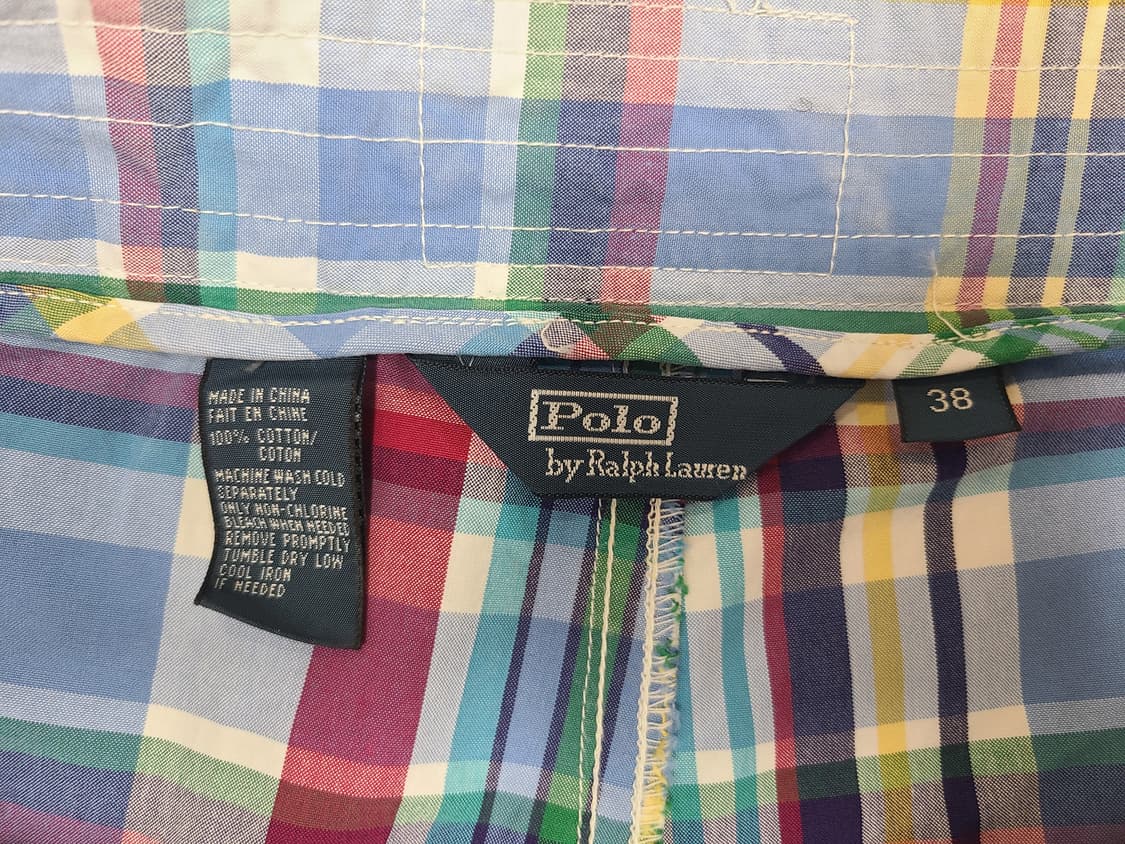 MADE IN CHINA
FAIT EN CHINE
100% COTTON/
COTON
MACHINE WASH COLD
SEPARATELY
ONLY NON-CHLORINE
BLEACH WHEN NEEDED
REMOVE PROMPTLY
TUMBLE DRY LOW
COOL IRON
IF NEEDED
Polo
by Ralph Lauren
38